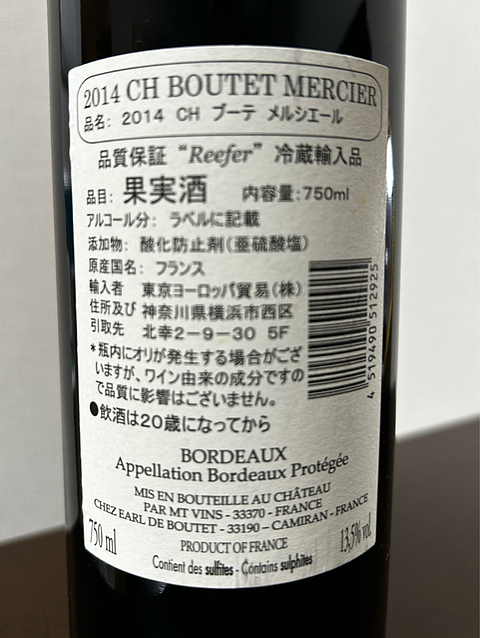 2014 CH BOUTET MERCIER
品名: 2014 CH ブーテ メルシエール
品質保証 “Reefer” 冷蔵輸入品
品目: 果実酒 内容量:750ml
アルコール分: ラベルに記載
添加物: 酸化防止剤(亜硫酸塩)
原産国名: フランス
輸入者 東京ヨーロッパ貿易(株)
住所及び 神奈川県横浜市西区
引取先 北幸2-9-30 5F
*瓶内にオリが発生する場合がござ
いますが、ワイン由来の成分ですの
で品質に影響はございません。
●飲酒は20歳になってから
4 519490 512925
BORDEAUX
Appellation Bordeaux Protégée
MIS EN BOUTEILLE AU CHÂTEAU
PAR MT VINS - 33370 - FRANCE
CHEZ EARL DE BOUTET - 33190 - CAMIRAN - FRANCE
750 ml PRODUCT OF FRANCE 13,5% vol.
Contient des sulfites - Contains sulphites